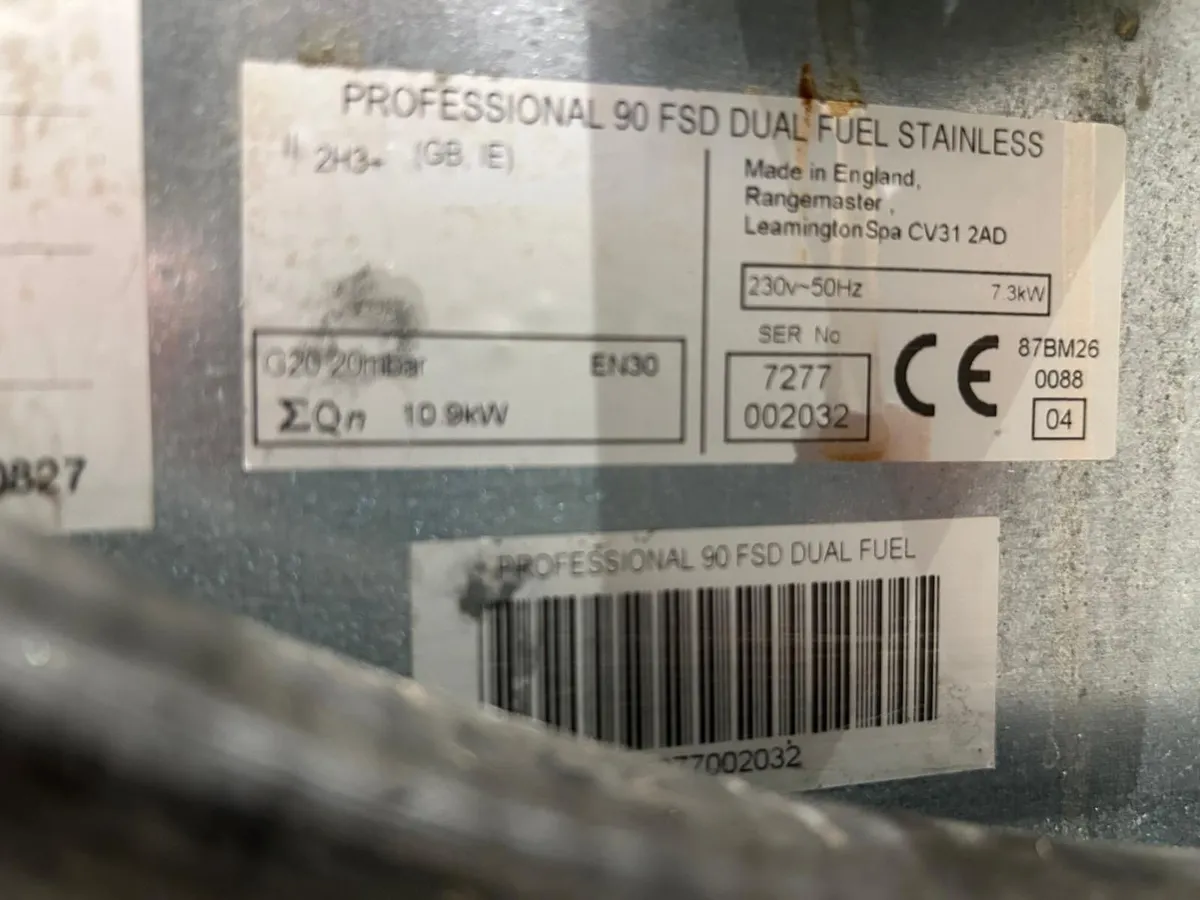 PROFESSIONAL 90 FSD DUAL FUEL STAINLESS
II 2H3+ (GB, IE)
Made in England,
Rangemaster ,
Leamington Spa CV31 2AD
230v~50Hz 7.3kW
G20 20mbar EN30
ΣQn 10.9kW
SER No
7277
002032
CE
87BM26
0088
04
827
PROFESSIONAL 90 FSD DUAL FUEL
77002032